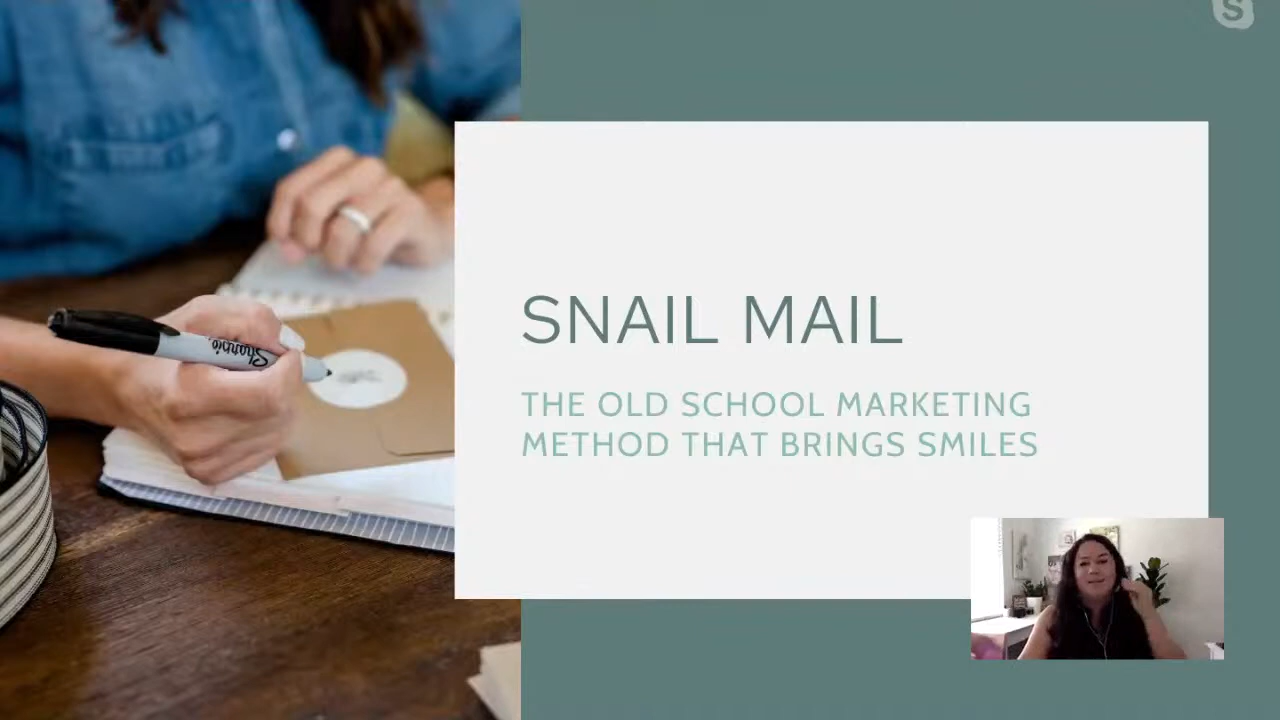 SNAIL MAIL
THE OLD SCHOOL MARKETING
METHOD THAT BRINGS SMILES
Sharpie
S